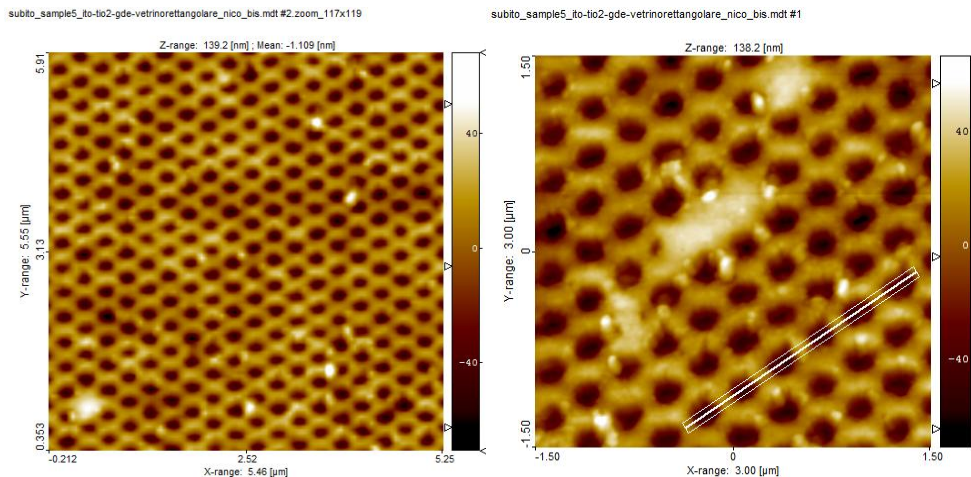 subito_sample5_ito-tio2-gde-vetrinorettangolare_nico_bis.mdt #2.zoom_117x119
Z-range: 139.2 [nm] ; Mean: -1.109 [nm]
5.91
3.13
0.353
Y-range: 5.55 [µm]
-0.212
2.52
5.25
X-range: 5.46 [µm]
40
0
-40
subito_sample5_ito-tio2-gde-vetrinorettangolare_nico_bis.mdt #1
Z-range: 138.2 [nm]
1.50
0
-1.50
Y-range: 3.00 [µm]
-1.50
0
1.50
X-range: 3.00 [µm]
40
0
-40